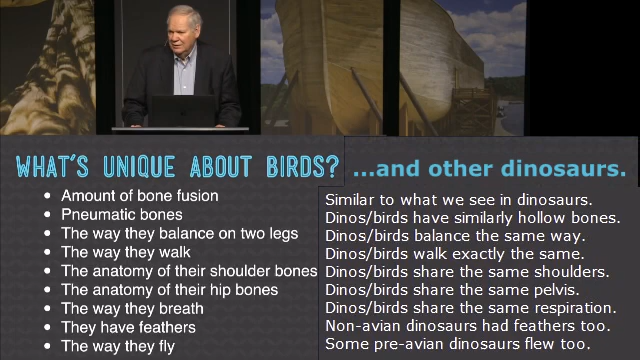 WHAT'S UNIQUE ABOUT BIRDS? ...and other dinosaurs.
• Amount of bone fusion Similar to what we see in dinosaurs.
• Pneumatic bones Dinos/birds have similarly hollow bones.
• The way they balance on two legs Dinos/birds balance the same way.
• The way they walk Dinos/birds walk exactly the same.
• The anatomy of their shoulder bones Dinos/birds share the same shoulders.
• The anatomy of their hip bones Dinos/birds share the same pelvis.
• The way they breath Dinos/birds share the same respiration.
• They have feathers Non-avian dinosaurs had feathers too.
• The way they fly Some pre-avian dinosaurs flew too.